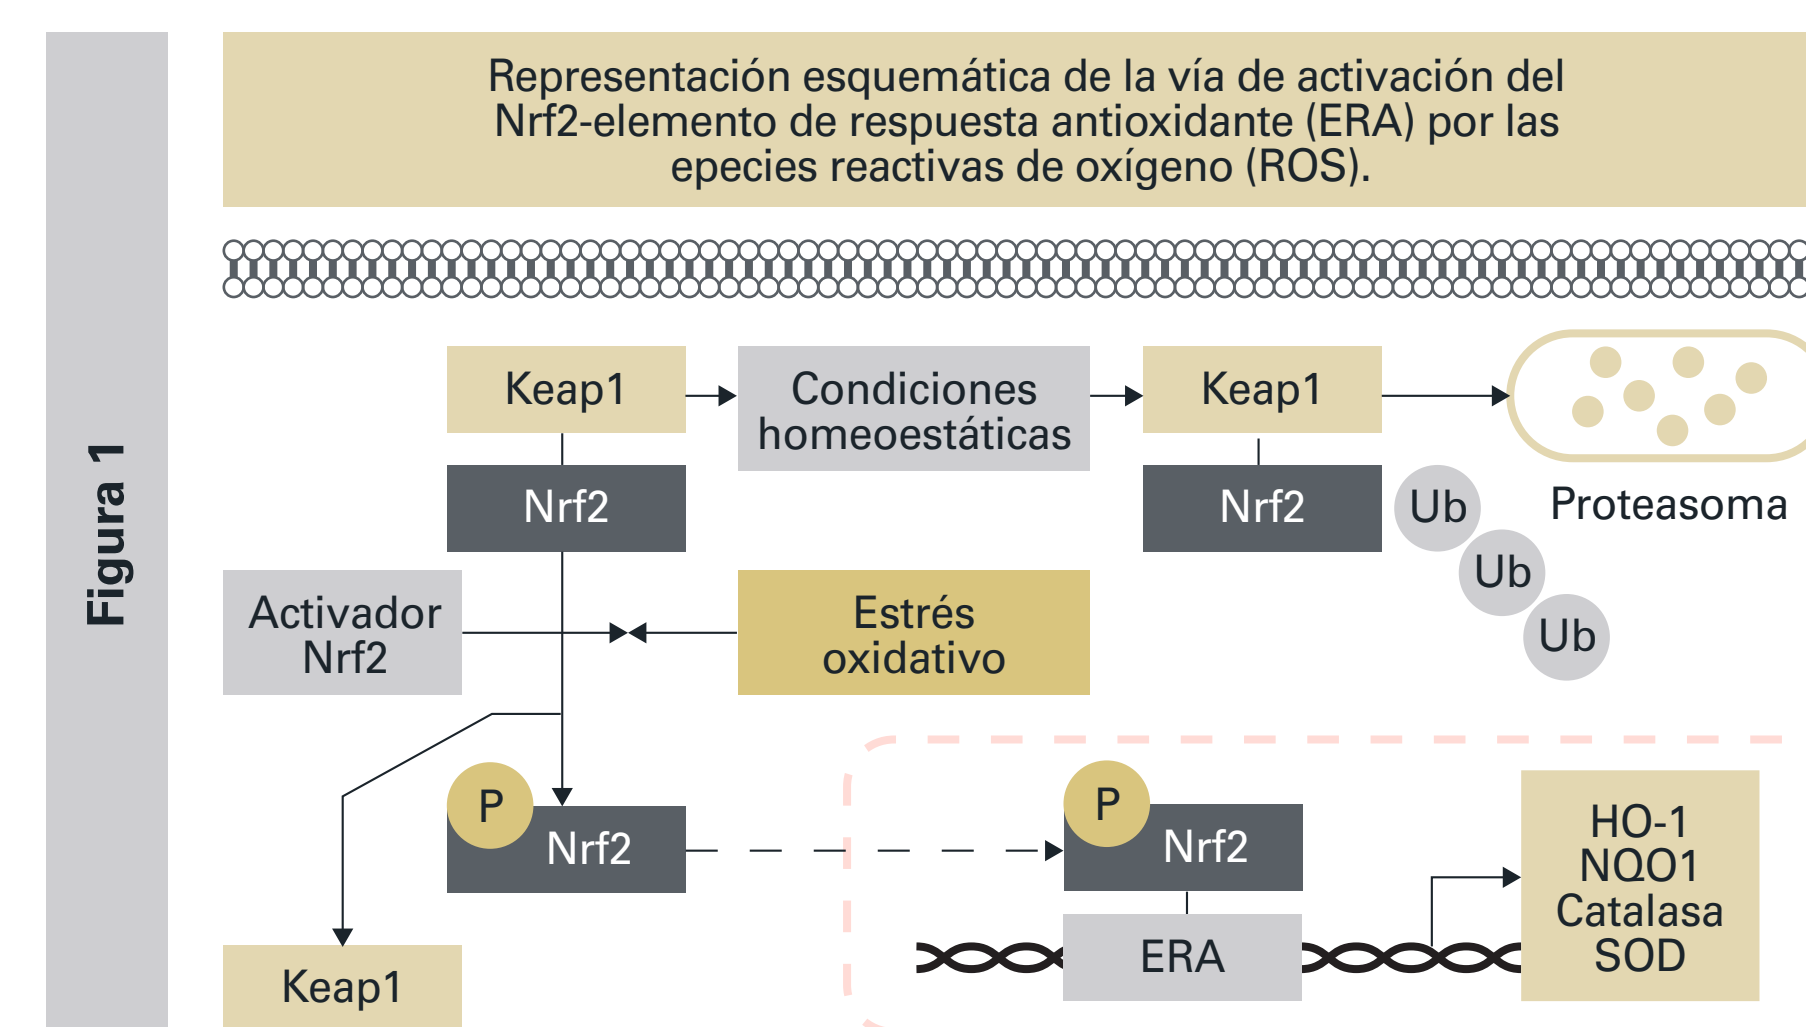 Figura 1
Representación esquemática de la vía de activación del
Nrf2-elemento de respuesta antioxidante (ERA) por las
epecies reactivas de oxígeno (ROS).
Keap1
Condiciones
homeoestáticas
Keap1
Nrf2
Nrf2
Ub
Ub
Ub
Proteasoma
Activador
Nrf2
Estrés
oxidativo
P
Nrf2
P
Nrf2
ERA
HO-1
NQO1
Catalasa
SOD
Keap1